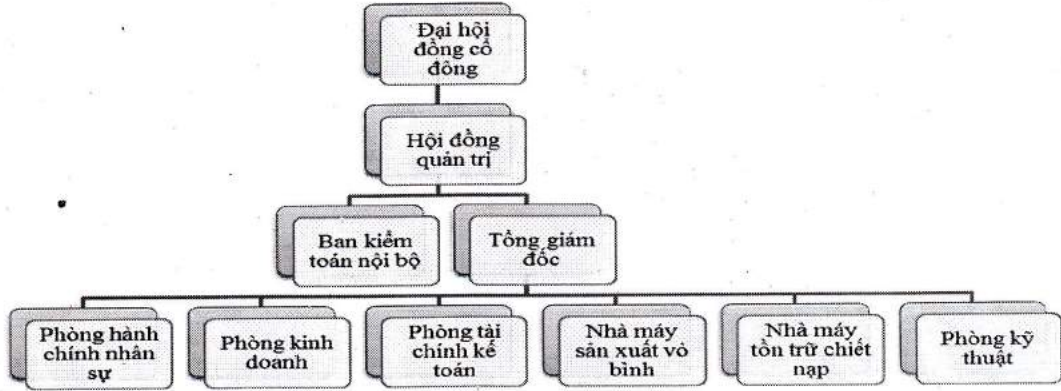 Đại hội
đồng cổ
đông
Hội đồng
quản trị
Ban kiểm
toán nội bộ
Tổng giám
đốc
Phòng hành
chính nhân
sự
Phòng kinh
doanh
Phòng tài
chính kế
toán
Nhà máy
sản xuất vỏ
bình
Nhà máy
tồn trữ chiết
nạp
Phòng kỹ
thuật